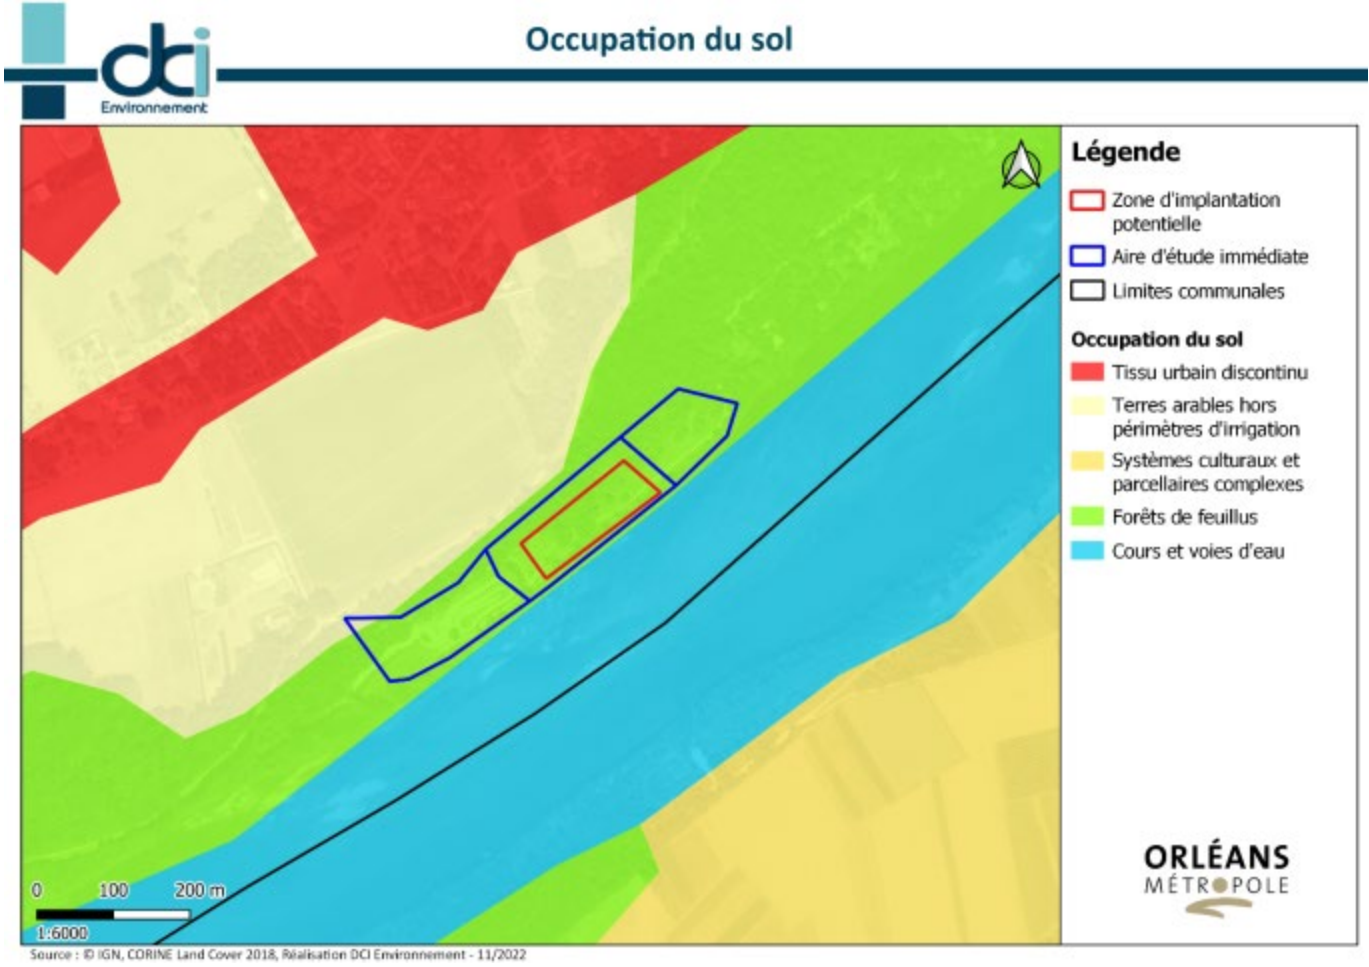 Occupation du sol
dci
Environnement
Légende
Zone d'implantation
potentielle
Aire d'étude immédiate
Limites communales
Occupation du sol
Tissu urbain discontinu
Terres arables hors
périmètres d'irrigation
Systèmes culturaux et
parcellaires complexes
Forêts de feuillus
Cours et voies d'eau
ORLÉANS
MÉTROPOLE
0 100 200 m
1:6000
Source : © IGN, CORINE Land Cover 2018, Réalisation DCI Environnement - 11/2022